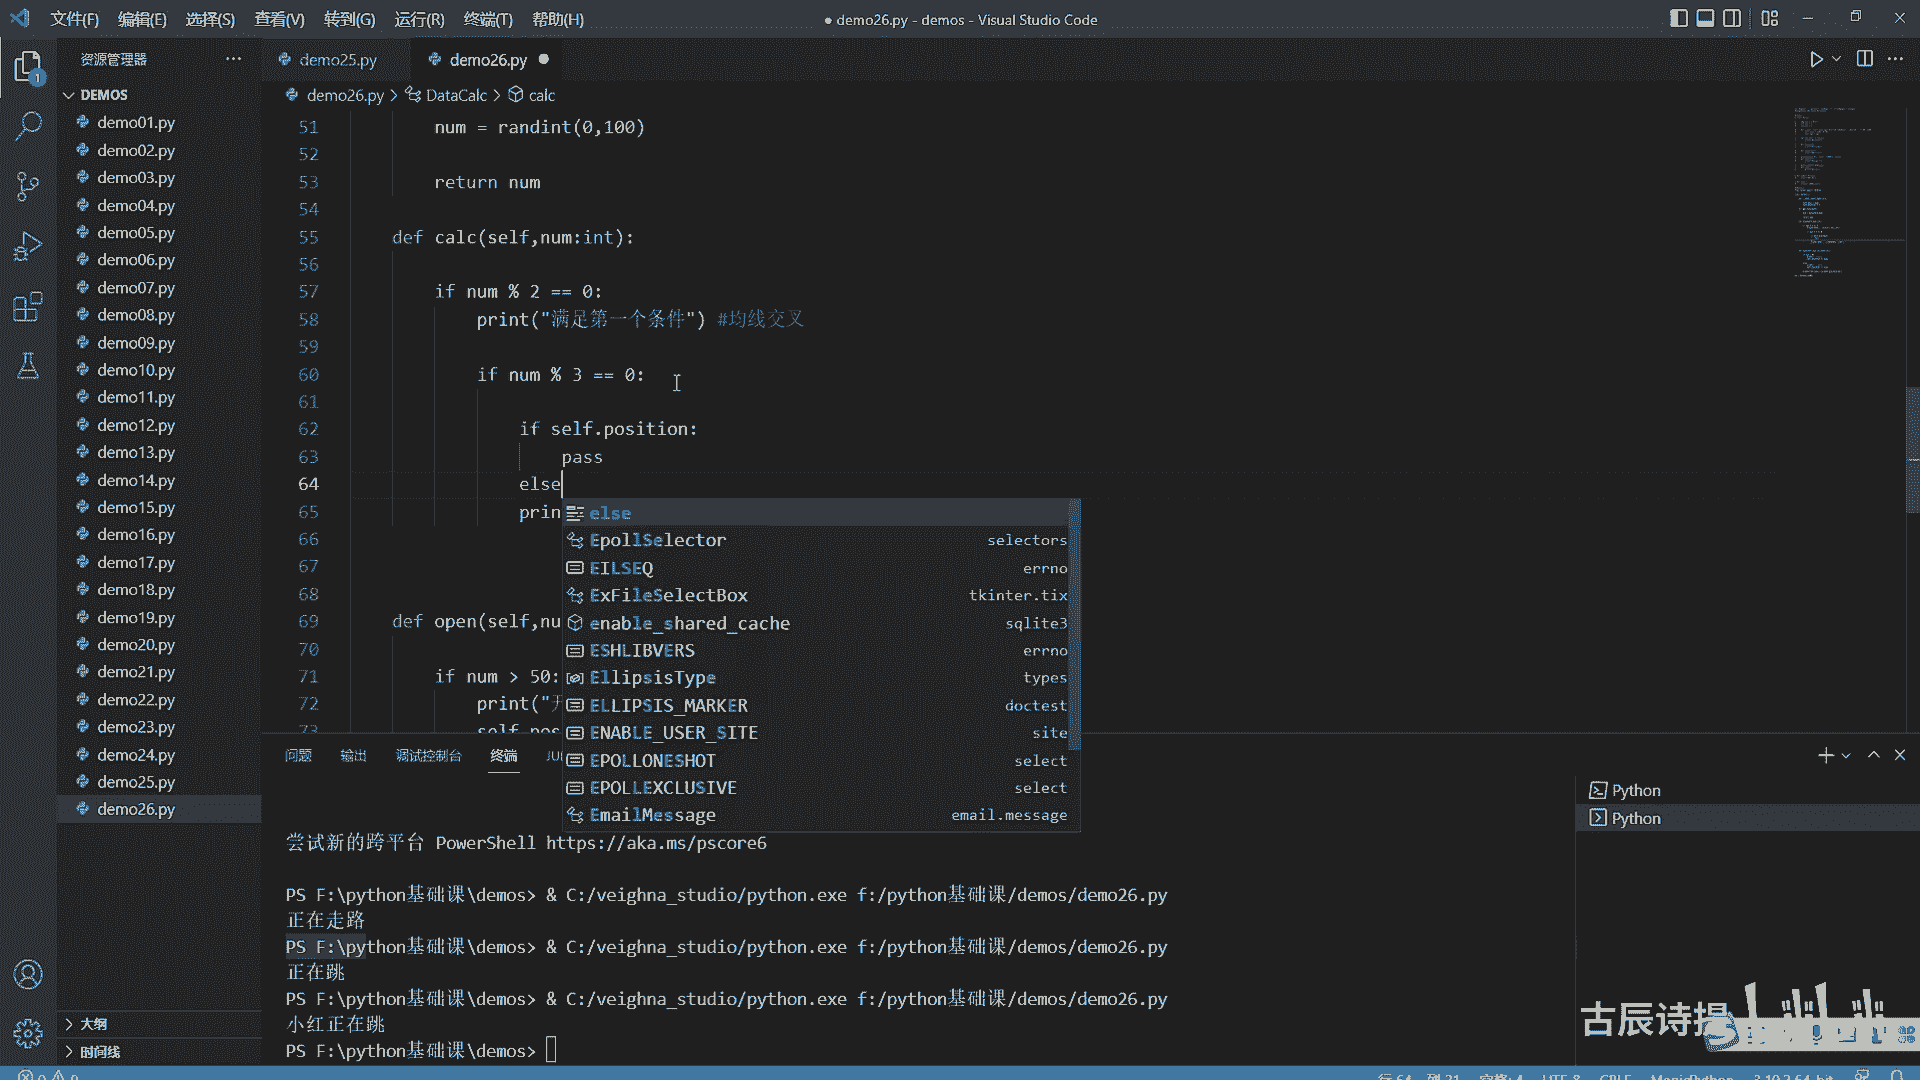 文件(F) 编辑(E) 选择(S) 查看(V) 转到(G) 运行(R) 终端(T) 帮助(H)
● demo26.py - demos - Visual Studio Code
资源管理器
demo25.py
demo26.py
1
DEMOS
demo26.py > DataCalc > calc
demo01.py
demo02.py
demo03.py
demo04.py
demo05.py
demo06.py
demo07.py
demo08.py
demo09.py
demo10.py
demo11.py
demo12.py
demo13.py
demo14.py
demo15.py
demo16.py
demo17.py
demo18.py
demo19.py
demo20.py
demo21.py
demo22.py
demo23.py
demo24.py
demo25.py
demo26.py
大纲
时间线
51 num = randint(0,100)
52
53 return num
54
55 def calc(self,num:int):
56
57 if num % 2 == 0:
58 print("满足第一个条件") #均线交叉
59
60 if num % 3 == 0:
61
62 if self.position:
63 pass
64 else
65 prin
66
67
68
69 def open(self,nu
70
71 if num > 50:
72 print("
73 self.pos
else
EpollSelector selectors
EILSEQ errno
ExFileSelectBox tkinter.tix
enable_shared_cache sqlite3
ESHLIBVERS errno
EllipsisType types
ELLIPSIS_MARKER doctest
ENABLE_USER_SITE site
EPOLLONESHOT select
EPOLLEXCLUSIVE select
EmailMessage email.message
问题 输出 调试控制台 终端 JU
Python
Python
尝试新的跨平台 PowerShell https://aka.ms/pscore6
PS F:\python基础课\demos> & C:/veighna_studio/python.exe f:/python基础课/demos/demo26.py
正在走路
PS F:\python基础课\demos> & C:/veighna_studio/python.exe f:/python基础课/demos/demo26.py
正在跳
PS F:\python基础课\demos> & C:/veighna_studio/python.exe f:/python基础课/demos/demo26.py
小红正在跳
PS F:\python基础课\demos>
古辰诗提